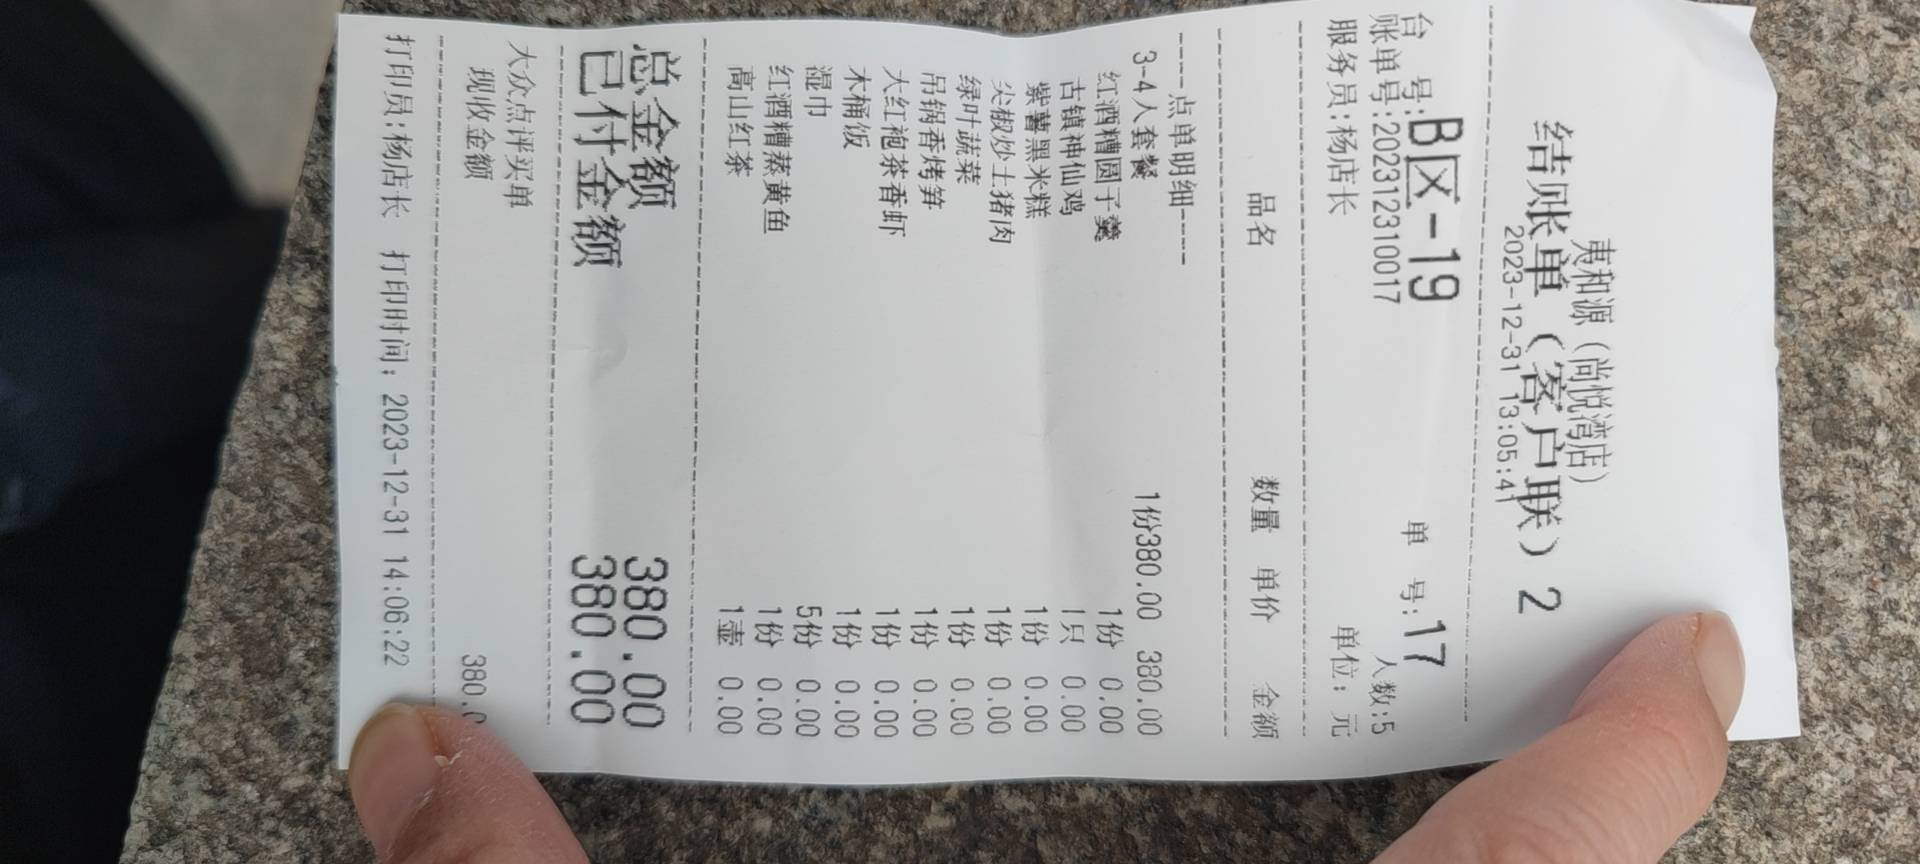 夷和源（尚悦湾店）
结账单（客户联）2
2023-12-31 13:05:41
台 号:B区-19 单 号:17
账单号:202312310017 人数:5
服务员:杨店长 单位:元
品名 数量 单价 金额
----点单明细----
3-4人套餐 1份380.00 380.00
红酒糟圆子羹 1份 0.00
古镇神仙鸡 1只 0.00
紫薯黑米糕 1份 0.00
尖椒炒土猪肉 1份 0.00
绿叶蔬菜 1份 0.00
吊锅香烤笋 1份 0.00
大红袍茶香虾 1份 0.00
木桶饭 1份 0.00
湿巾 5份 0.00
红酒糟蒸黄鱼 1份 0.00
高山红茶 1壶 0.00
总金额 380.00
已付金额 380.00
大众点评买单
现收金额 380.0
打印员:杨店长 打印时间: 2023-12-31 14:06:22